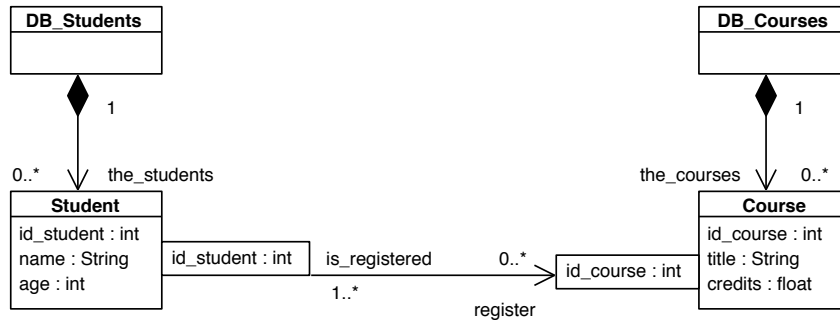 DB_Students
DB_Courses
1
1
0..*
the_students
the_courses
0..*
Student
id_student : int
name : String
age : int
id_student : int
is_registered
0..*
1..*
register
id_course : int
Course
id_course : int
title : String
credits : float